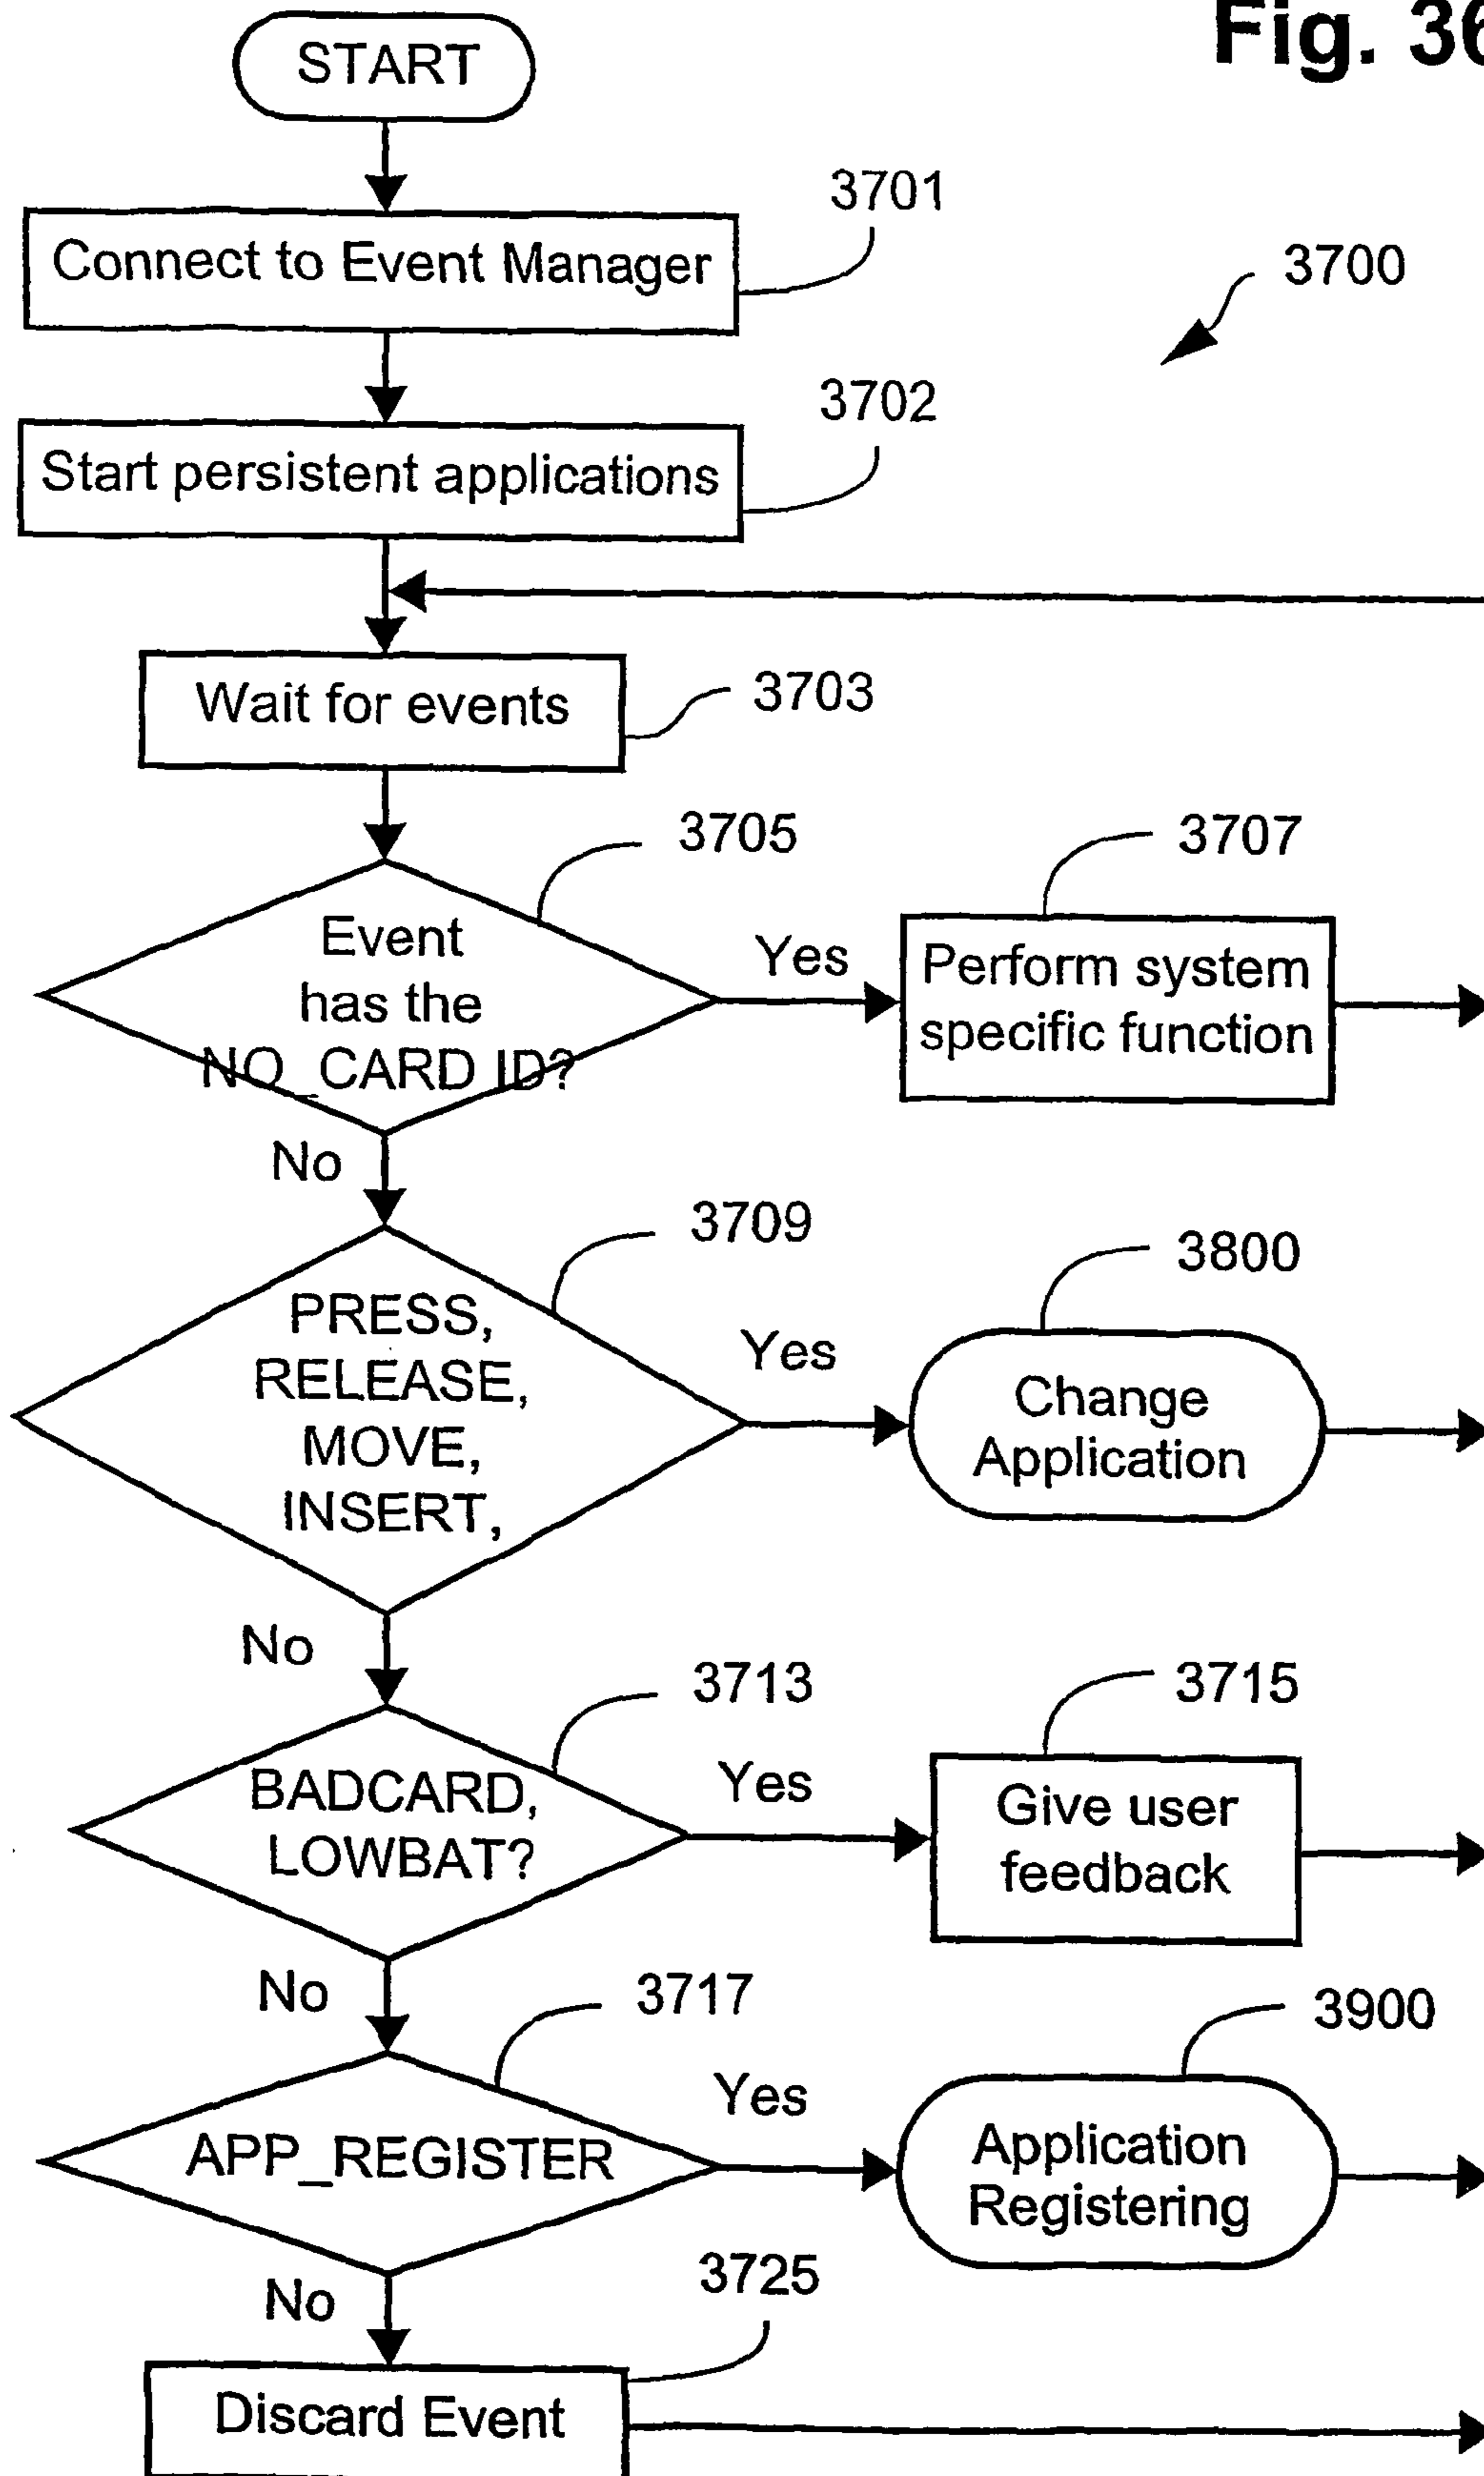 Fig. 36
START
3701
Connect to Event Manager
3700
3702
Start persistent applications
Wait for events
3703
3705
3707
Event
has the
NO_CARD ID?
Yes
Perform system
specific function
No
3709
3800
PRESS,
RELEASE,
MOVE,
INSERT,
Yes
Change
Application
No
3713
3715
BADCARD,
LOWBAT?
Yes
Give user
feedback
No
3717
3900
APP_REGISTER
Yes
Application
Registering
No
3725
Discard Event